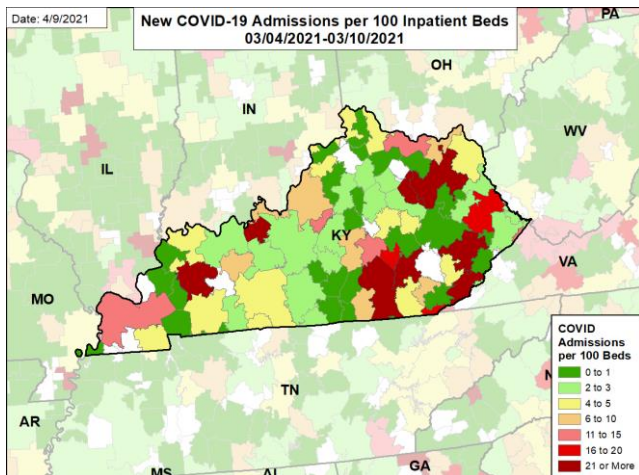 Date: 4/9/2021
New COVID-19 Admissions per 100 Inpatient Beds
03/04/2021-03/10/2021
PA
OH
IN
WV
IL
KY
VA
MO
TN
AR
MS
AL
GA
N
COVID
Admissions
per 100 Beds
0 to 1
2 to 3
4 to 5
6 to 10
11 to 15
16 to 20
21 or More